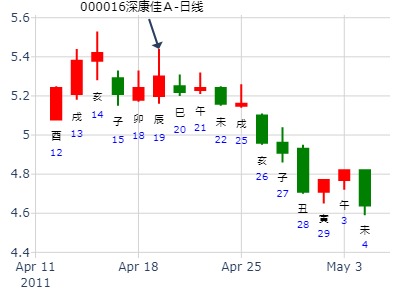 000016深康佳A-日线
5.6
5.4
5.2
5
4.8
4.6
4.4
酉
12
戌
13
亥
14
子
15
卯
18
辰
19
巳
20
午
21
未
22
戌
25
亥
26
子
27
丑
28
寅
29
午
3
未
4
Apr 11
2011
Apr 18
Apr 25
May 3